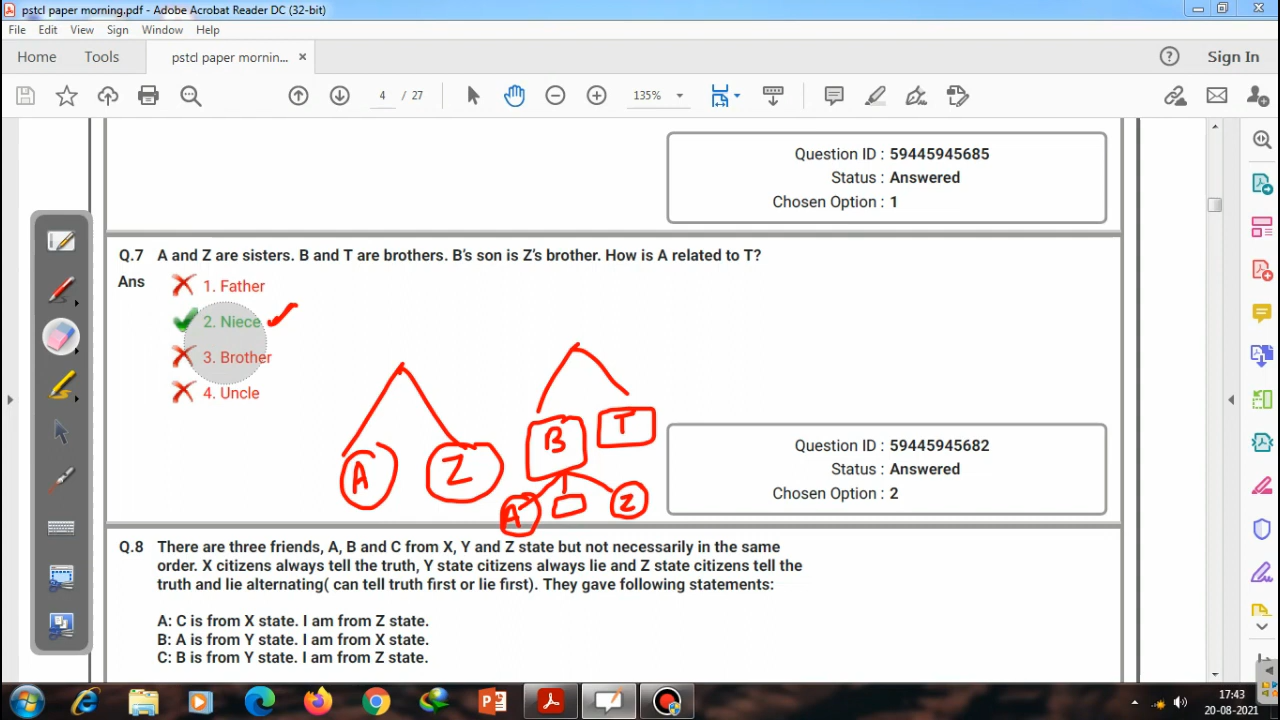 pstcl paper morning.pdf - Adobe Acrobat Reader DC (32-bit)
File Edit View Sign Window Help
Home Tools pstcl paper mornin... × Sign In
4 / 27 135%
Question ID : 59445945685
Status : Answered
Chosen Option : 1
Q.7 A and Z are sisters. B and T are brothers. B's son is Z's brother. How is A related to T?
Ans 1. Father
2. Niece
3. Brother
4. Uncle
A Z B T
A Z
Question ID : 59445945682
Status : Answered
Chosen Option : 2
Q.8 There are three friends, A, B and C from X, Y and Z state but not necessarily in the same
order. X citizens always tell the truth, Y state citizens always lie and Z state citizens tell the
truth and lie alternating( can tell truth first or lie first). They gave following statements:
A: C is from X state. I am from Z state.
B: A is from Y state. I am from X state.
C: B is from Y state. I am from Z state.
17:43
20-08-2021